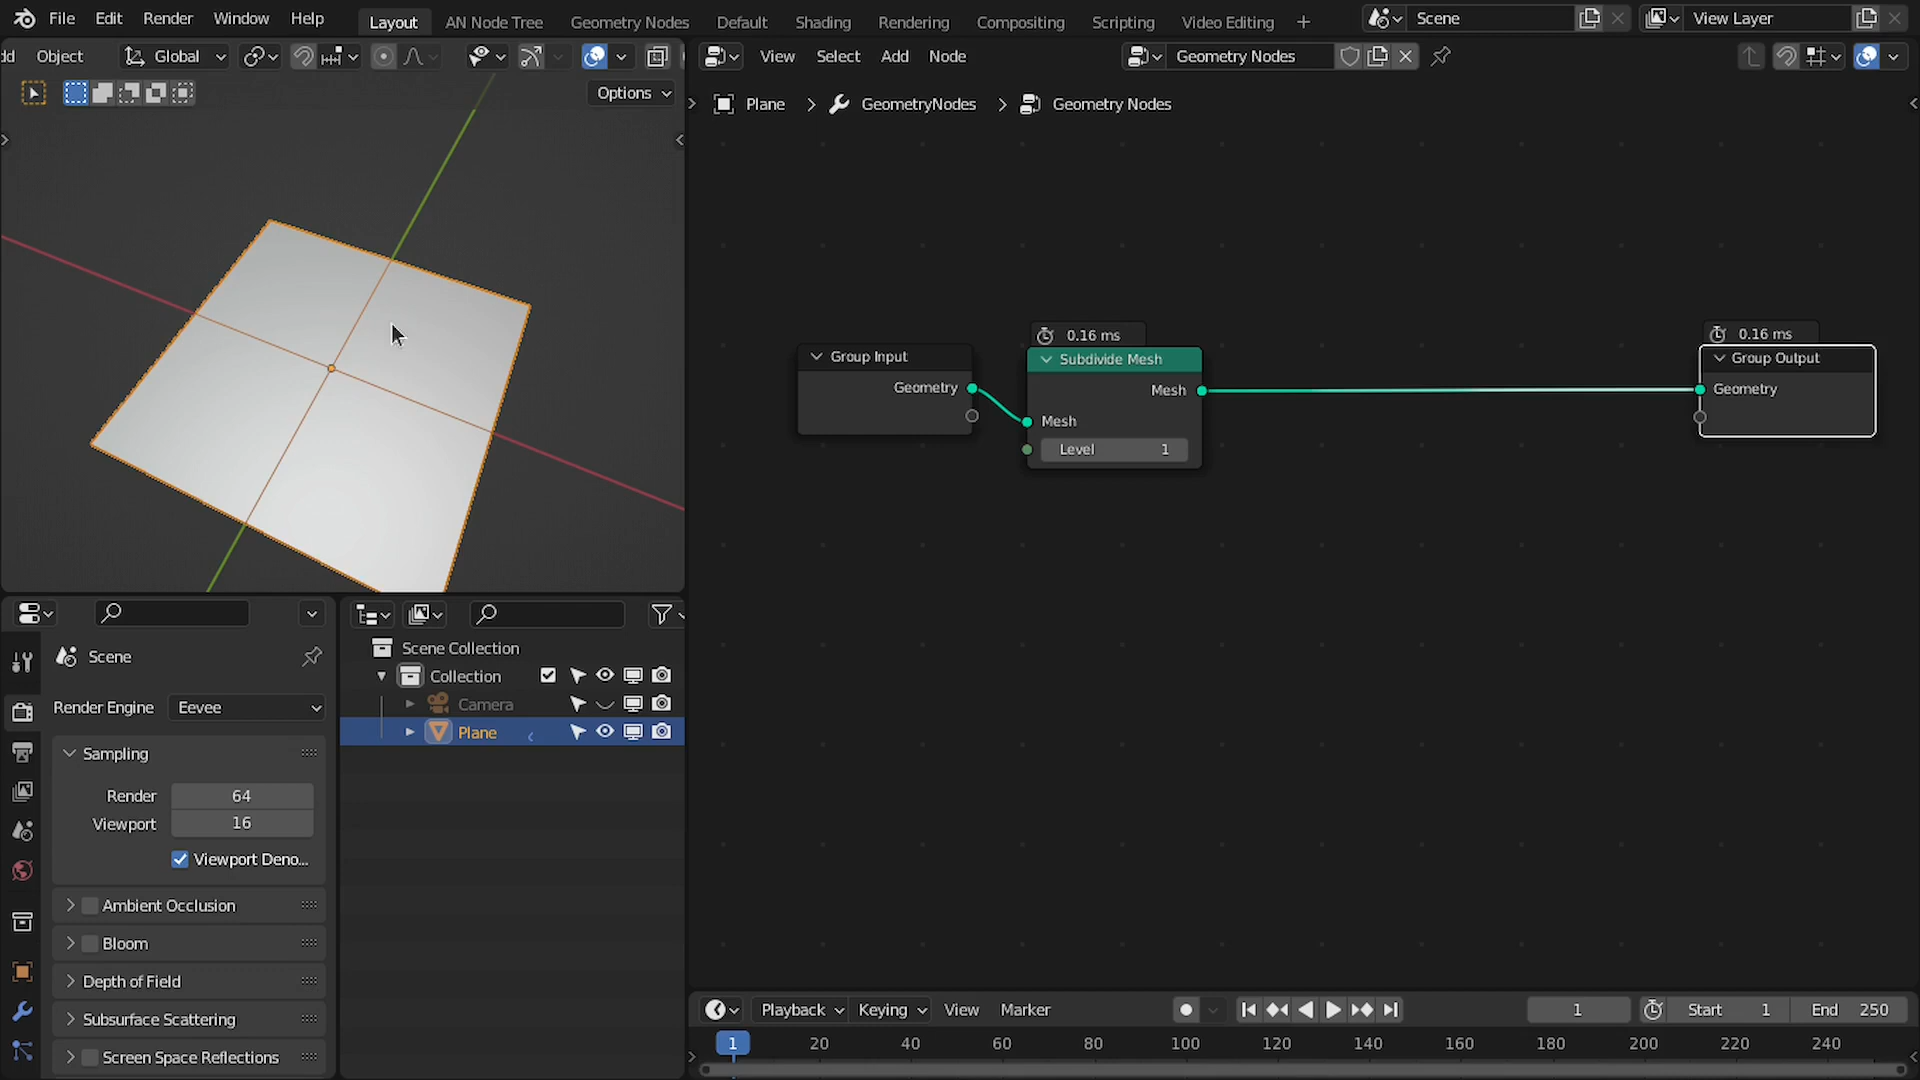 File Edit Render Window Help Layout AN Node Tree Geometry Nodes Default Shading Rendering Compositing Scripting Video Editing + Scene View Layer
dd Object Global View Select Add Node Geometry Nodes
Options
Plane > GeometryNodes > Geometry Nodes
0.16 ms
Group Input
Geometry
Subdivide Mesh
Mesh
Mesh
Level 1
0.16 ms
Group Output
Geometry
Scene
Render Engine Eevee
Sampling
Render 64
Viewport 16
Viewport Deno...
Ambient Occlusion
Bloom
Depth of Field
Subsurface Scattering
Screen Space Reflections
Scene Collection
Collection
Camera
Plane
Playback Keying View Marker 1 Start 1 End 250
1 20 40 60 80 100 120 140 160 180 200 220 240